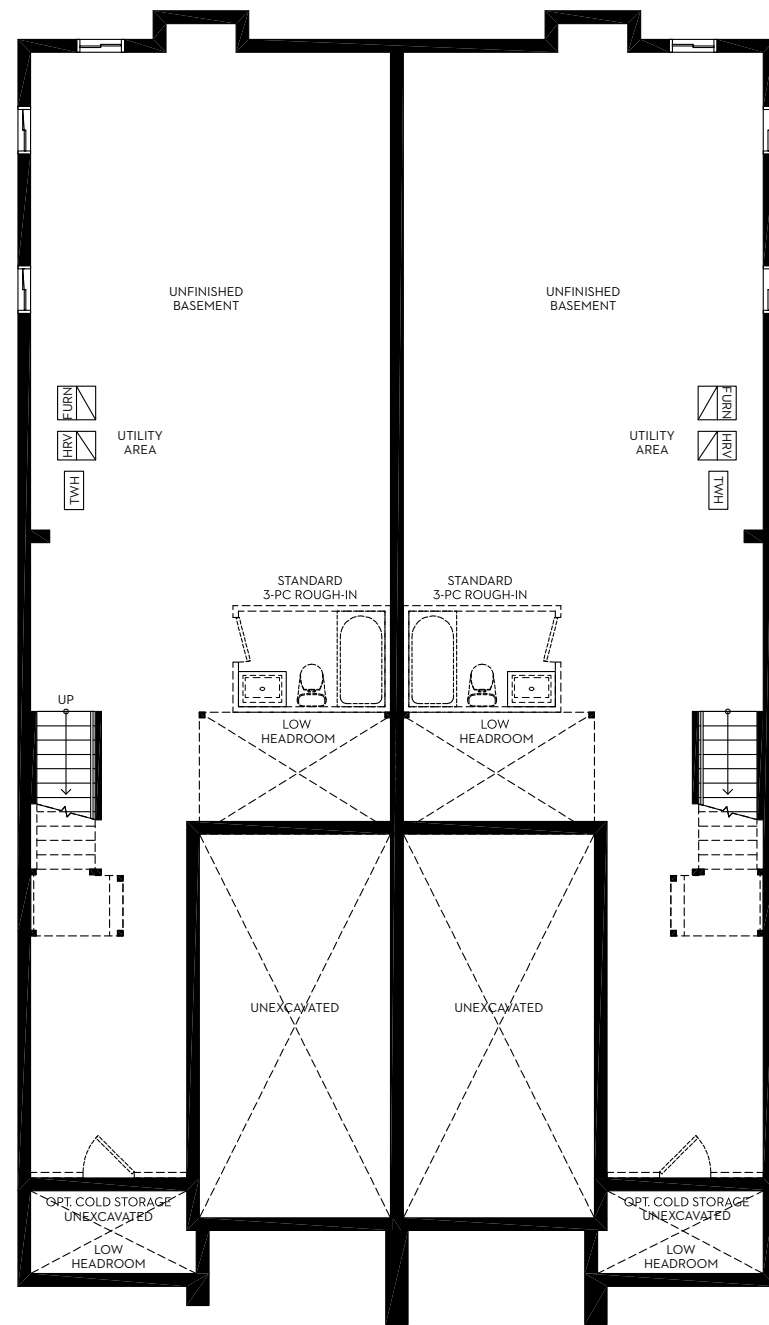 UNFINISHED
BASEMENT
UNFINISHED
BASEMENT
FURN
HRV
TWH
UTILITY
AREA
UTILITY
AREA
FURN
HRV
TWH
STANDARD
3-PC ROUGH-IN
STANDARD
3-PC ROUGH-IN
UP
LOW
HEADROOM
LOW
HEADROOM
UNEXCAVATED
UNEXCAVATED
OPT. COLD STORAGE
UNEXCAVATED
LOW
HEADROOM
OPT. COLD STORAGE
UNEXCAVATED
LOW
HEADROOM